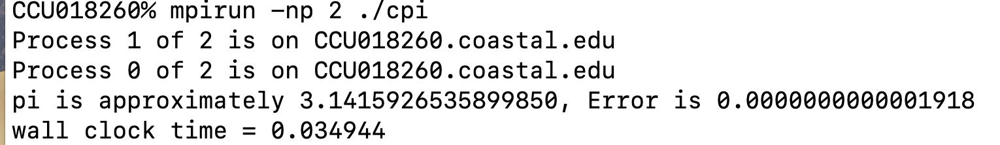 CCU018260% mpirun -np 2 ./cpi
Process 1 of 2 is on CCU018260.coastal.edu
Process 0 of 2 is on CCU018260.coastal.edu
pi is approximately 3.1415926535899850, Error is 0.0000000000001918
wall clock time = 0.034944